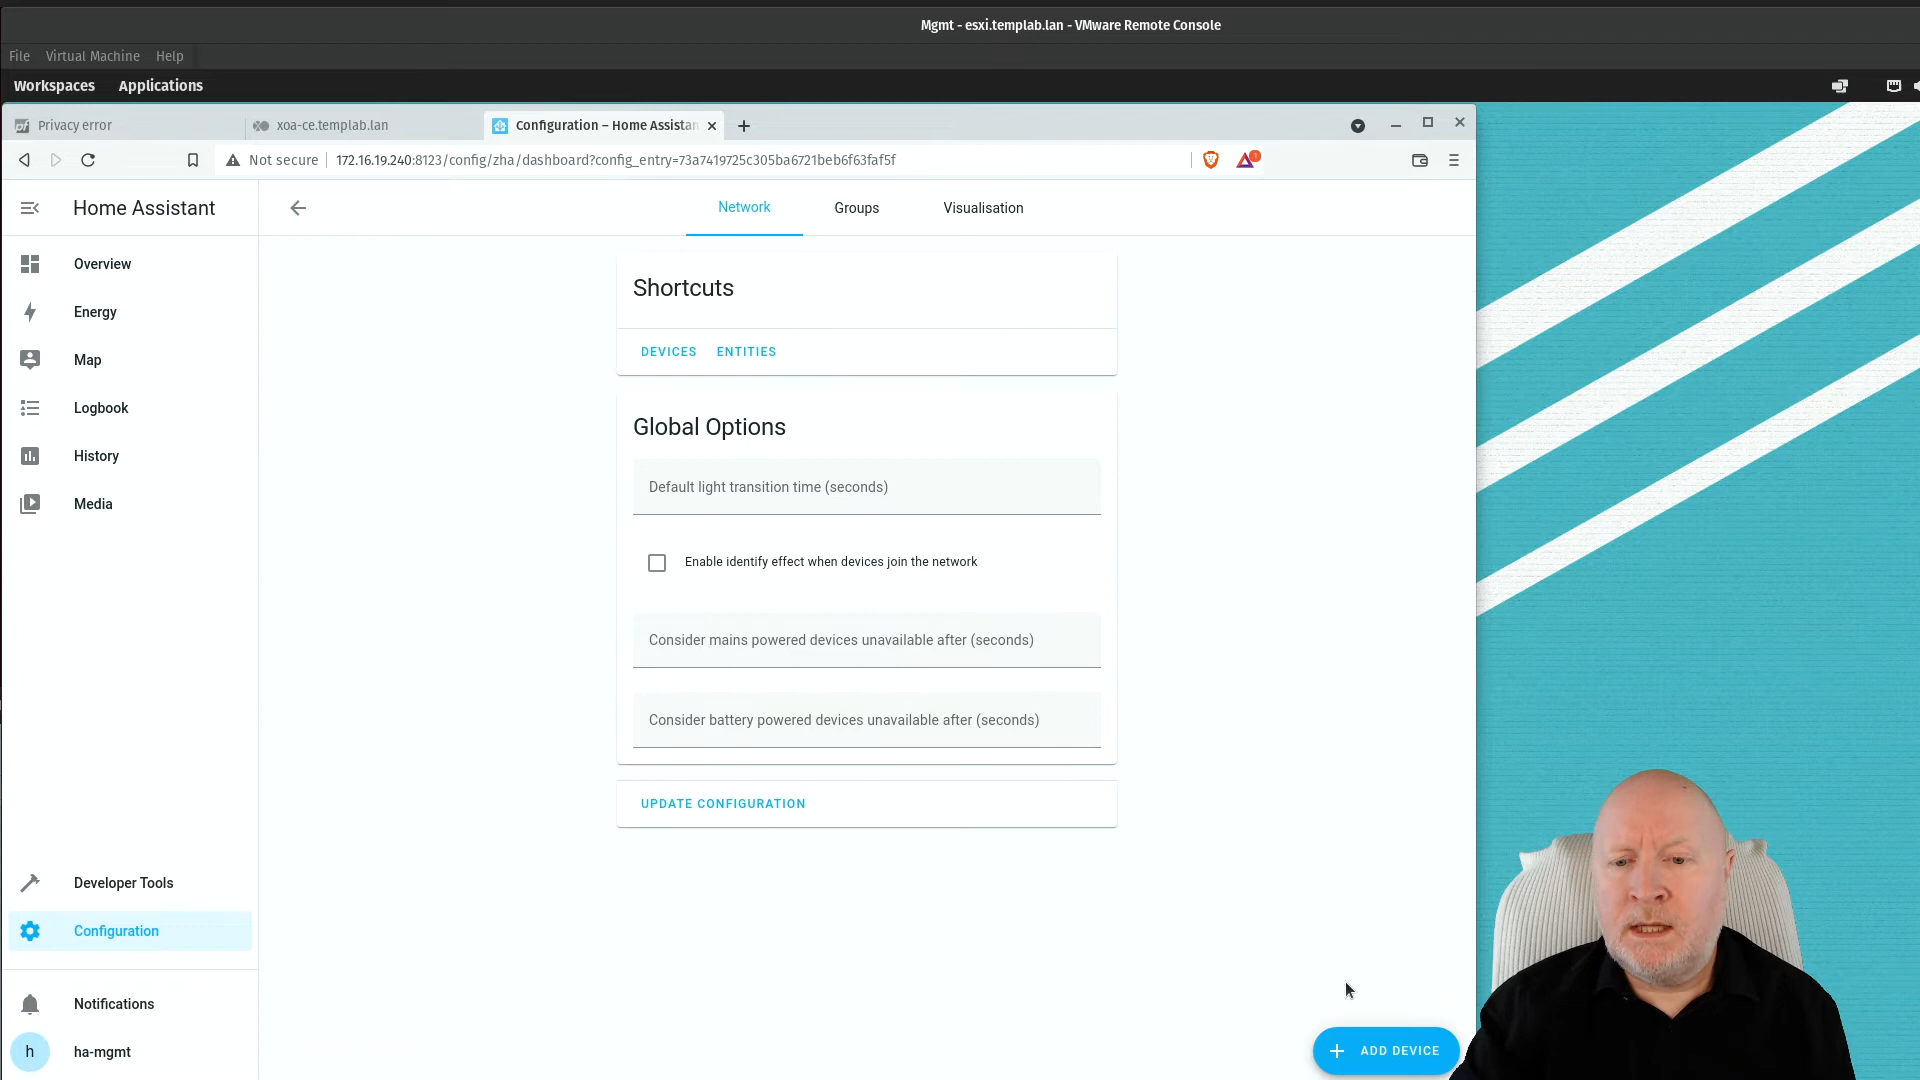 Mgmt - esxi.templab.lan - VMware Remote Console
File Virtual Machine Help
Workspaces Applications
Privacy error
xoa-ce.templab.lan
Configuration – Home Assistan
Not secure 172.16.19.240:8123/config/zha/dashboard?config_entry=73a7419725c305ba6721beb6f63faf5f
1
Home Assistant
Network Groups Visualisation
Overview
Energy
Map
Logbook
History
Media
Shortcuts
DEVICES ENTITIES
Global Options
Default light transition time (seconds)
Enable identify effect when devices join the network
Consider mains powered devices unavailable after (seconds)
Consider battery powered devices unavailable after (seconds)
UPDATE CONFIGURATION
Developer Tools
Configuration
Notifications
h ha-mgmt
ADD DEVICE